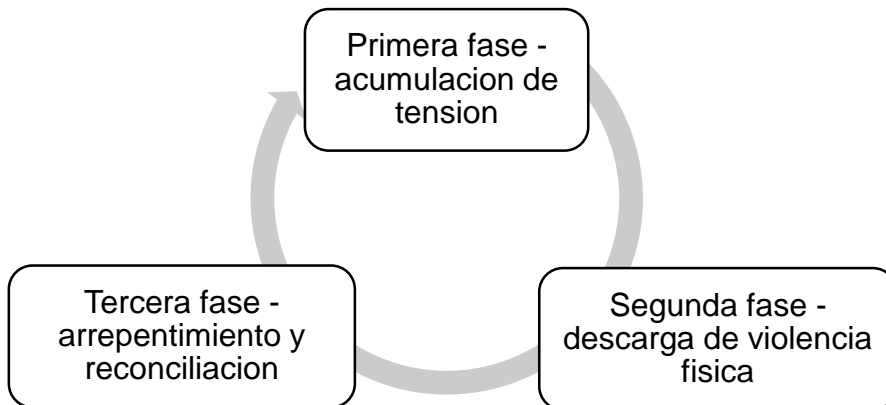 Primera fase -
acumulacion de
tension
Segunda fase -
descarga de violencia
fisica
Tercera fase -
arrepentimiento y
reconciliacion